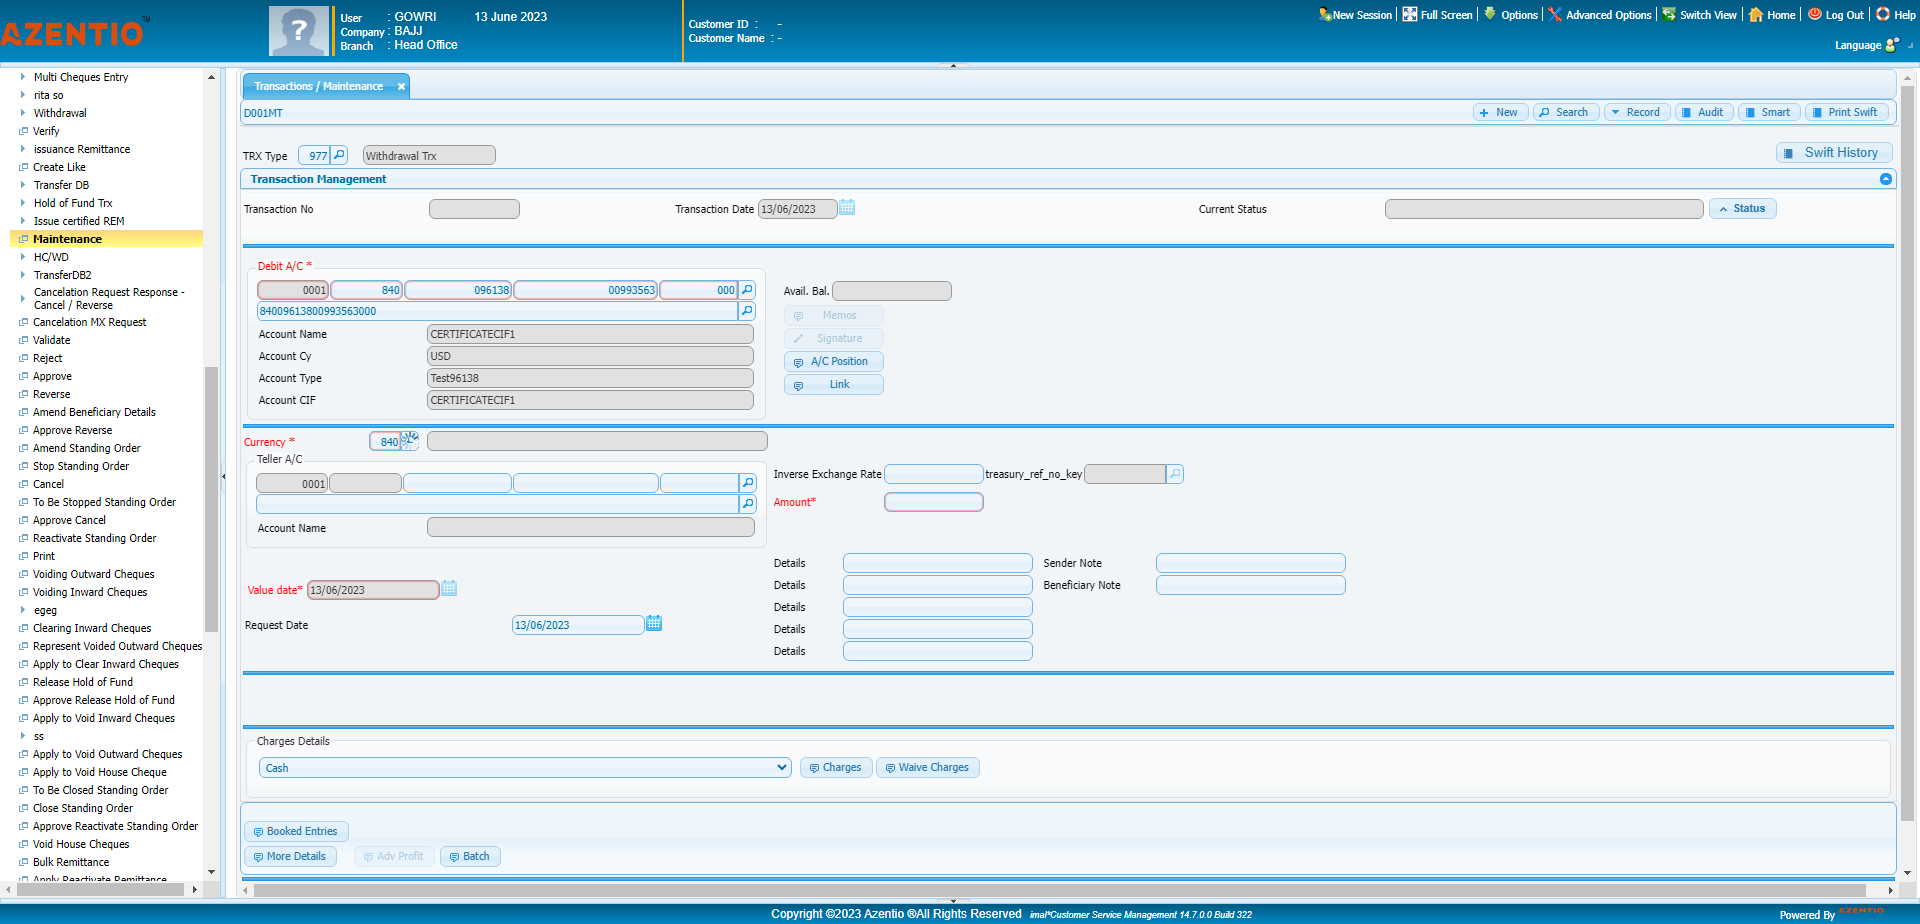 AZENTIO™
User : GOWRI 13 June 2023
Company : BAJJ
Branch : Head Office
Customer ID : -
Customer Name : -
New Session Full Screen Options Advanced Options Switch View Home Log Out Help
Language
Multi Cheques Entry
rita so
Withdrawal
Verify
issuance Remittance
Create Like
Transfer DB
Hold of Fund Trx
Issue certified REM
Maintenance
HC/WD
TransferDB2
Cancelation Request Response -
Cancel / Reverse
Cancelation MX Request
Validate
Reject
Approve
Reverse
Amend Beneficiary Details
Approve Reverse
Amend Standing Order
Stop Standing Order
Cancel
To Be Stopped Standing Order
Approve Cancel
Reactivate Standing Order
Print
Voiding Outward Cheques
Voiding Inward Cheques
egeg
Clearing Inward Cheques
Represent Voided Outward Cheques
Apply to Clear Inward Cheques
Release Hold of Fund
Approve Release Hold of Fund
Apply to Void Inward Cheques
ss
Apply to Void Outward Cheques
Apply to Void House Cheque
To Be Closed Standing Order
Close Standing Order
Approve Reactivate Standing Order
Void House Cheques
Bulk Remittance
Apply Reactivate Remittance
Transactions / Maintenance
D001MT
New Search Record Audit Smart Print Swift
TRX Type 977 Withdrawal Trx Swift History
Transaction Management
Transaction No Transaction Date 13/06/2023 Current Status Status
Debit A/C *
0001 840 096138 00993563 000
84009613800993563000
Account Name CERTIFICATECIF1
Account Cy USD
Account Type Test96138
Account CIF CERTIFICATECIF1
Avail. Bal.
Memos
Signature
A/C Position
Link
Currency * 840
Teller A/C
0001
Account Name
Inverse Exchange Rate treasury_ref_no_key
Amount*
Value date* 13/06/2023
Request Date 13/06/2023
Details Sender Note
Details Beneficiary Note
Details
Details
Details
Charges Details
Cash Charges Waive Charges
Booked Entries
More Details Adv Profit Batch
Copyright ©2023 Azentio ®All Rights Reserved imal*Customer Service Management 14.7.0.0 Build 322
Powered By AZENTIO